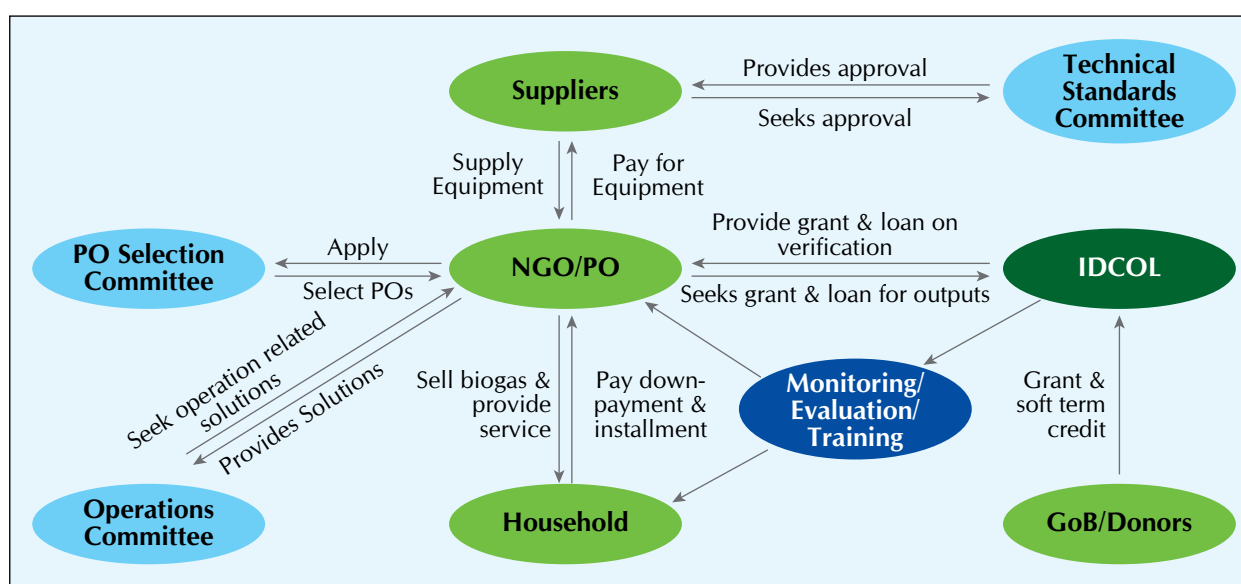 Suppliers
Provides approval
Seeks approval
Technical
Standards
Committee
Supply
Equipment
Pay for
Equipment
PO Selection
Committee
Apply
Select POs
NGO/PO
Provide grant & loan on
verification
Seeks grant & loan for outputs
IDCOL
Seek operation related
solutions
Provides Solutions
Sell biogas &
provide
service
Pay down-
payment &
installment
Monitoring/
Evaluation/
Training
Grant &
soft term
credit
Operations
Committee
Household
GoB/Donors